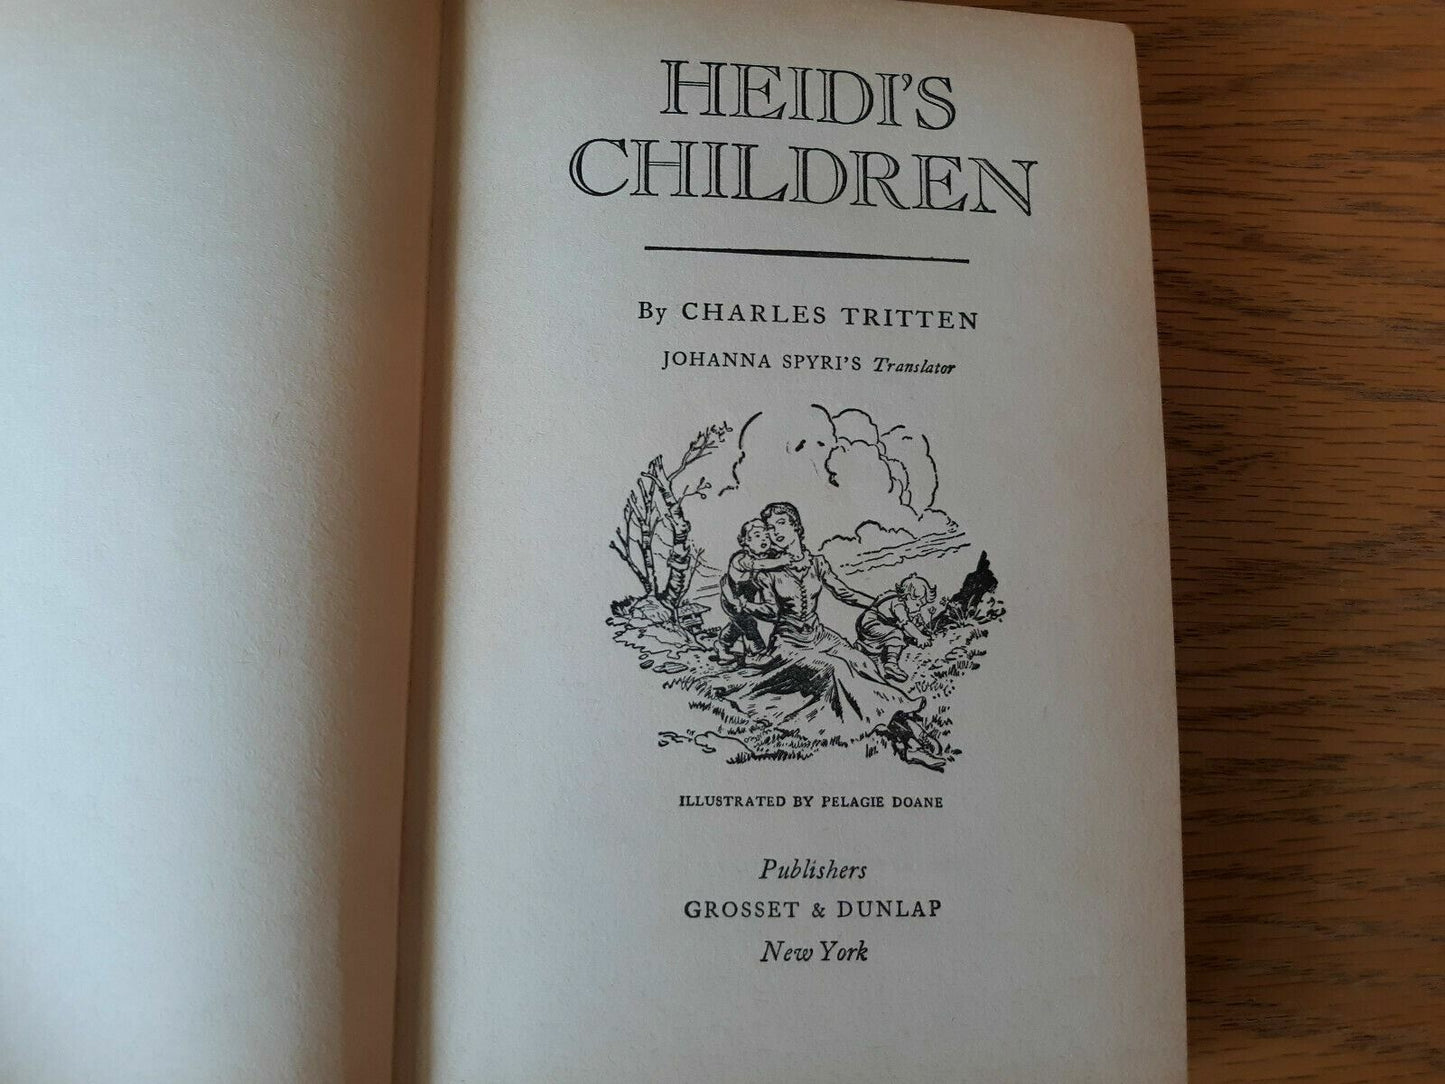 HEIDI'S
CHILDREN
By CHARLES TRITTEN
JOHANNA SPYRI'S Translator
ILLUSTRATED BY PELAGIE DOANE
Publishers
GROSSET & DUNLAP
New York